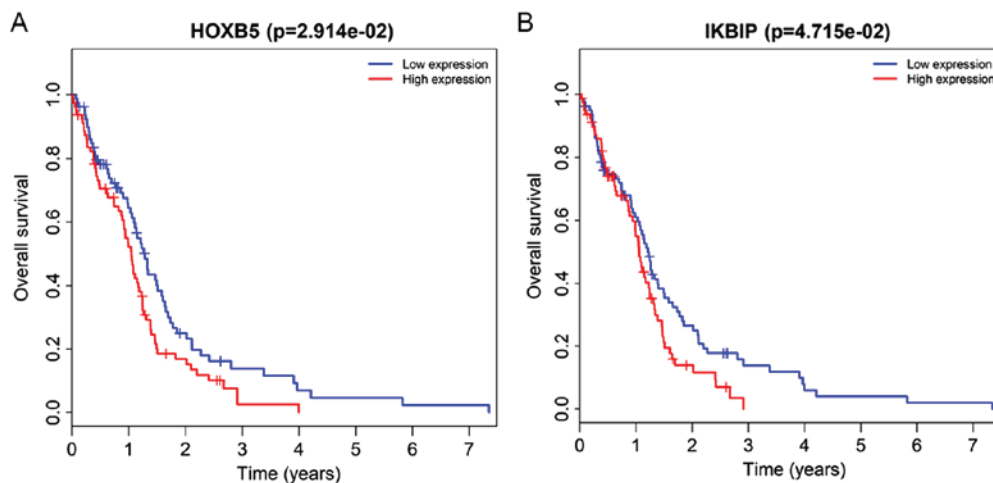 A
HOXB5 (p=2.914e-02)
Low expression
High expression
Overall survival
1.0
0.8
0.6
0.4
0.2
0.0
0 1 2 3 4 5 6 7
Time (years)
B
IKBIP (p=4.715e-02)
Low expression
High expression
Overall survival
1.0
0.8
0.6
0.4
0.2
0.0
0 1 2 3 4 5 6 7
Time (years)